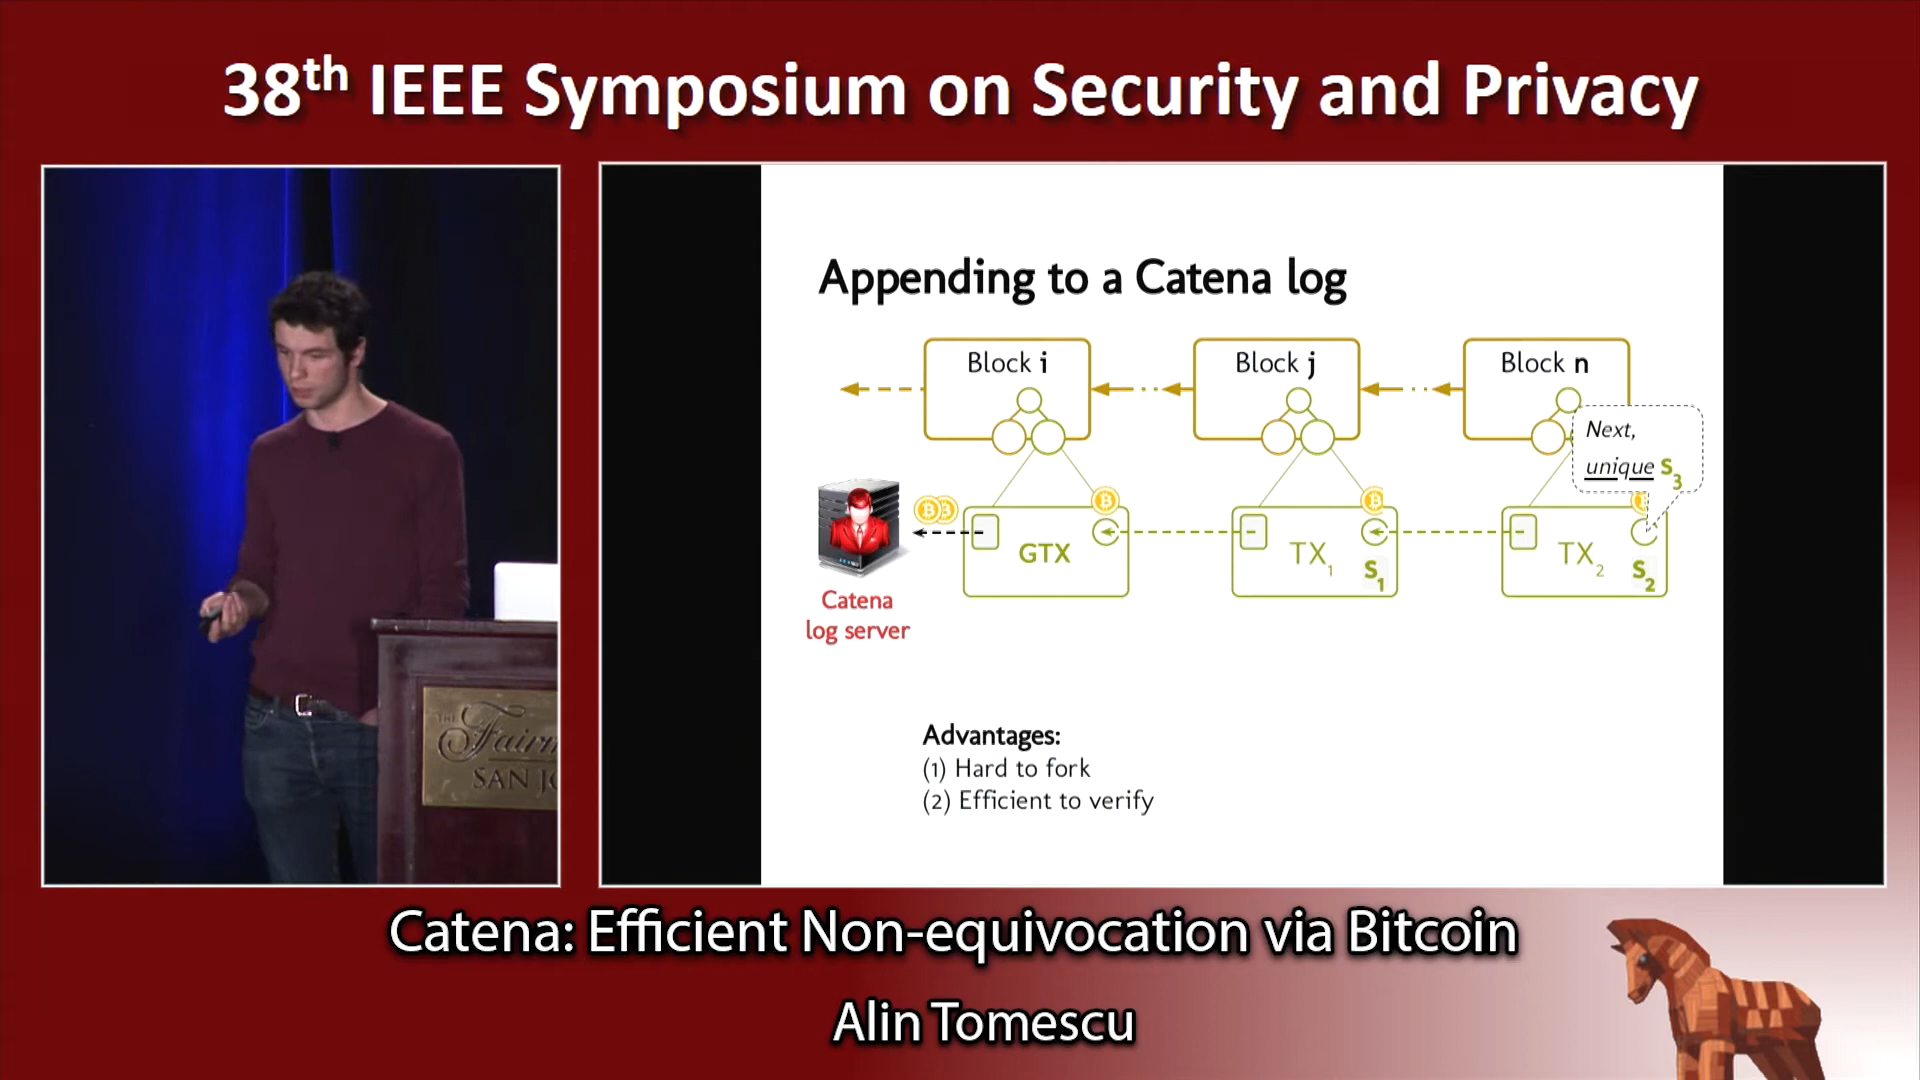 38th IEEE Symposium on Security and Privacy
Appending to a Catena log
Block i
Block j
Block n
Next,
unique s3
GTX
TX1
s1
TX2
s2
Catena
log server
Advantages:
(1) Hard to fork
(2) Efficient to verify
THE
SAN
Catena: Efficient Non-equivocation via Bitcoin
Alin Tomescu